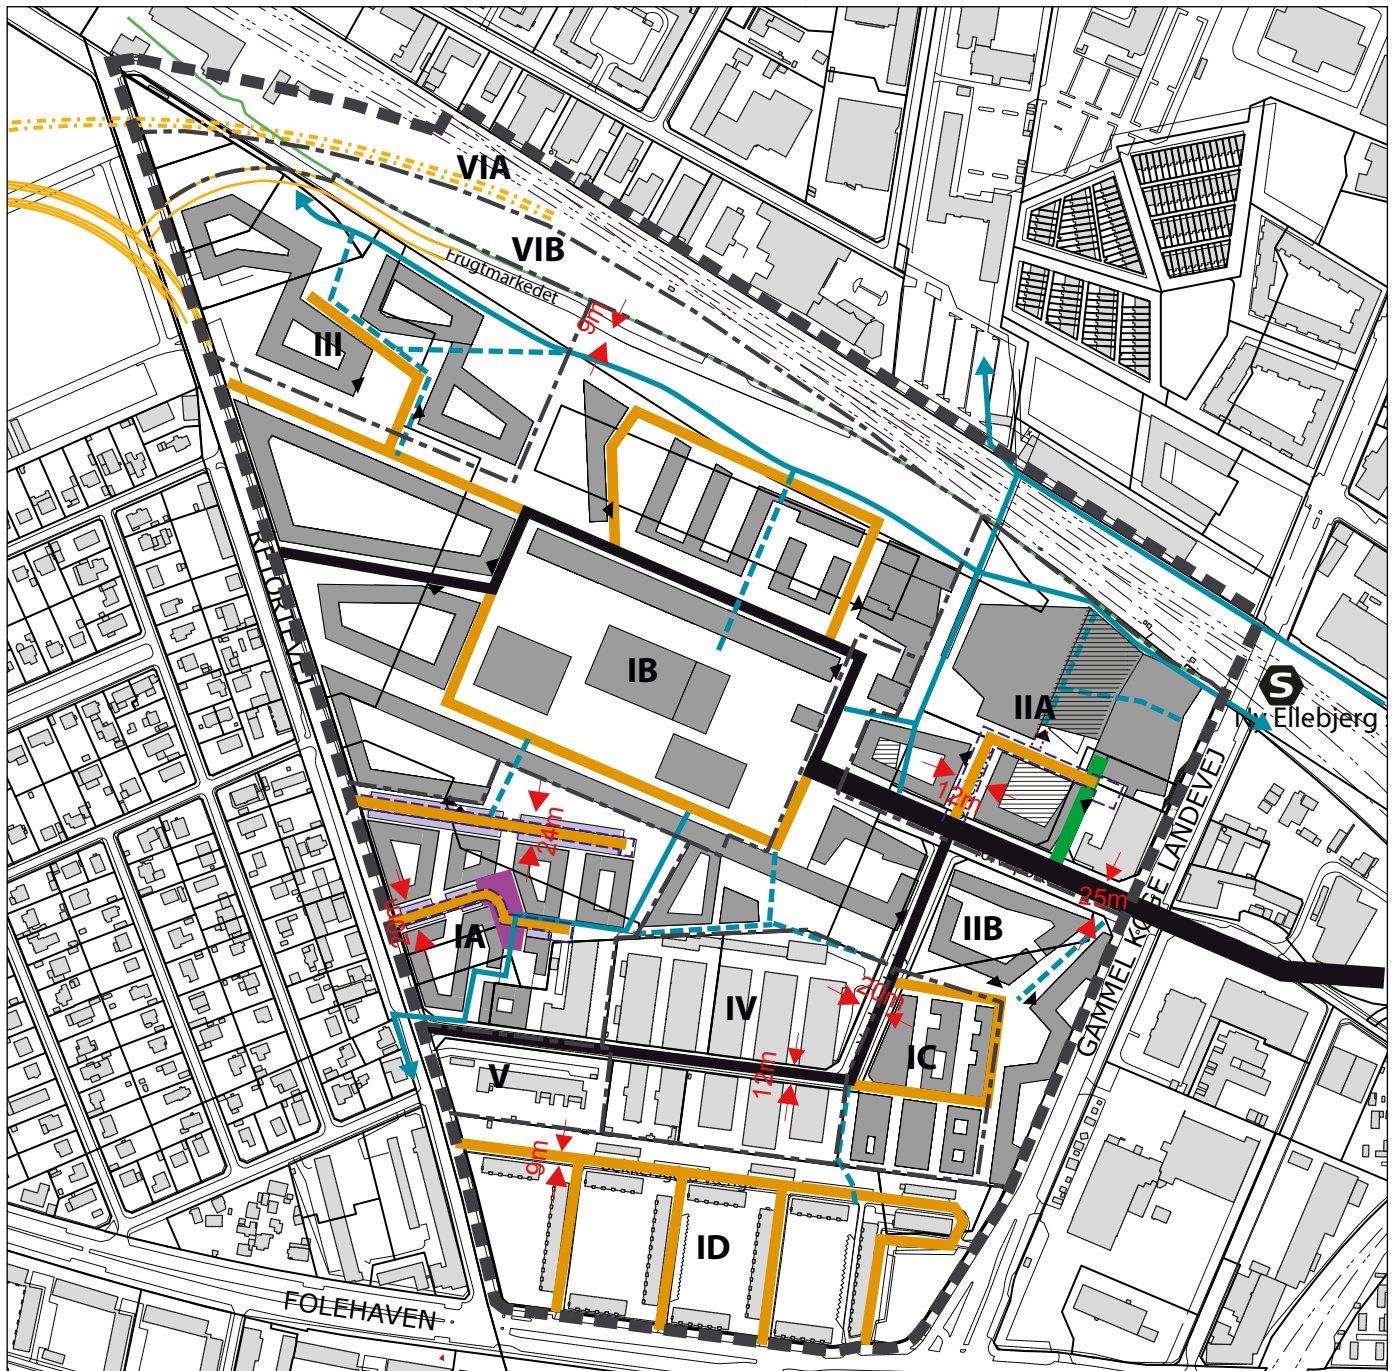 VIA
VIB
Frugtmarkedet
9m
III
IB
IIA
S
Ny Ellebjerg
12m
24m
25m
GAMMEL KØGE LANDEVEJ
IIB
20m
IA
IV
20m
IC
V
12m
9m
ID
FOLEHAVEN